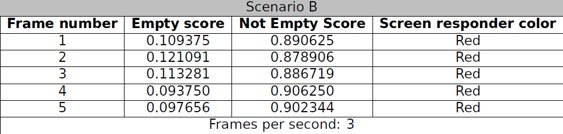 Scenario B
Frame number Empty score Not Empty Score Screen responder color
1 0.109375 0.890625 Red
2 0.121091 0.878906 Red
3 0.113281 0.886719 Red
4 0.093750 0.906250 Red
5 0.097656 0.902344 Red
Frames per second: 3